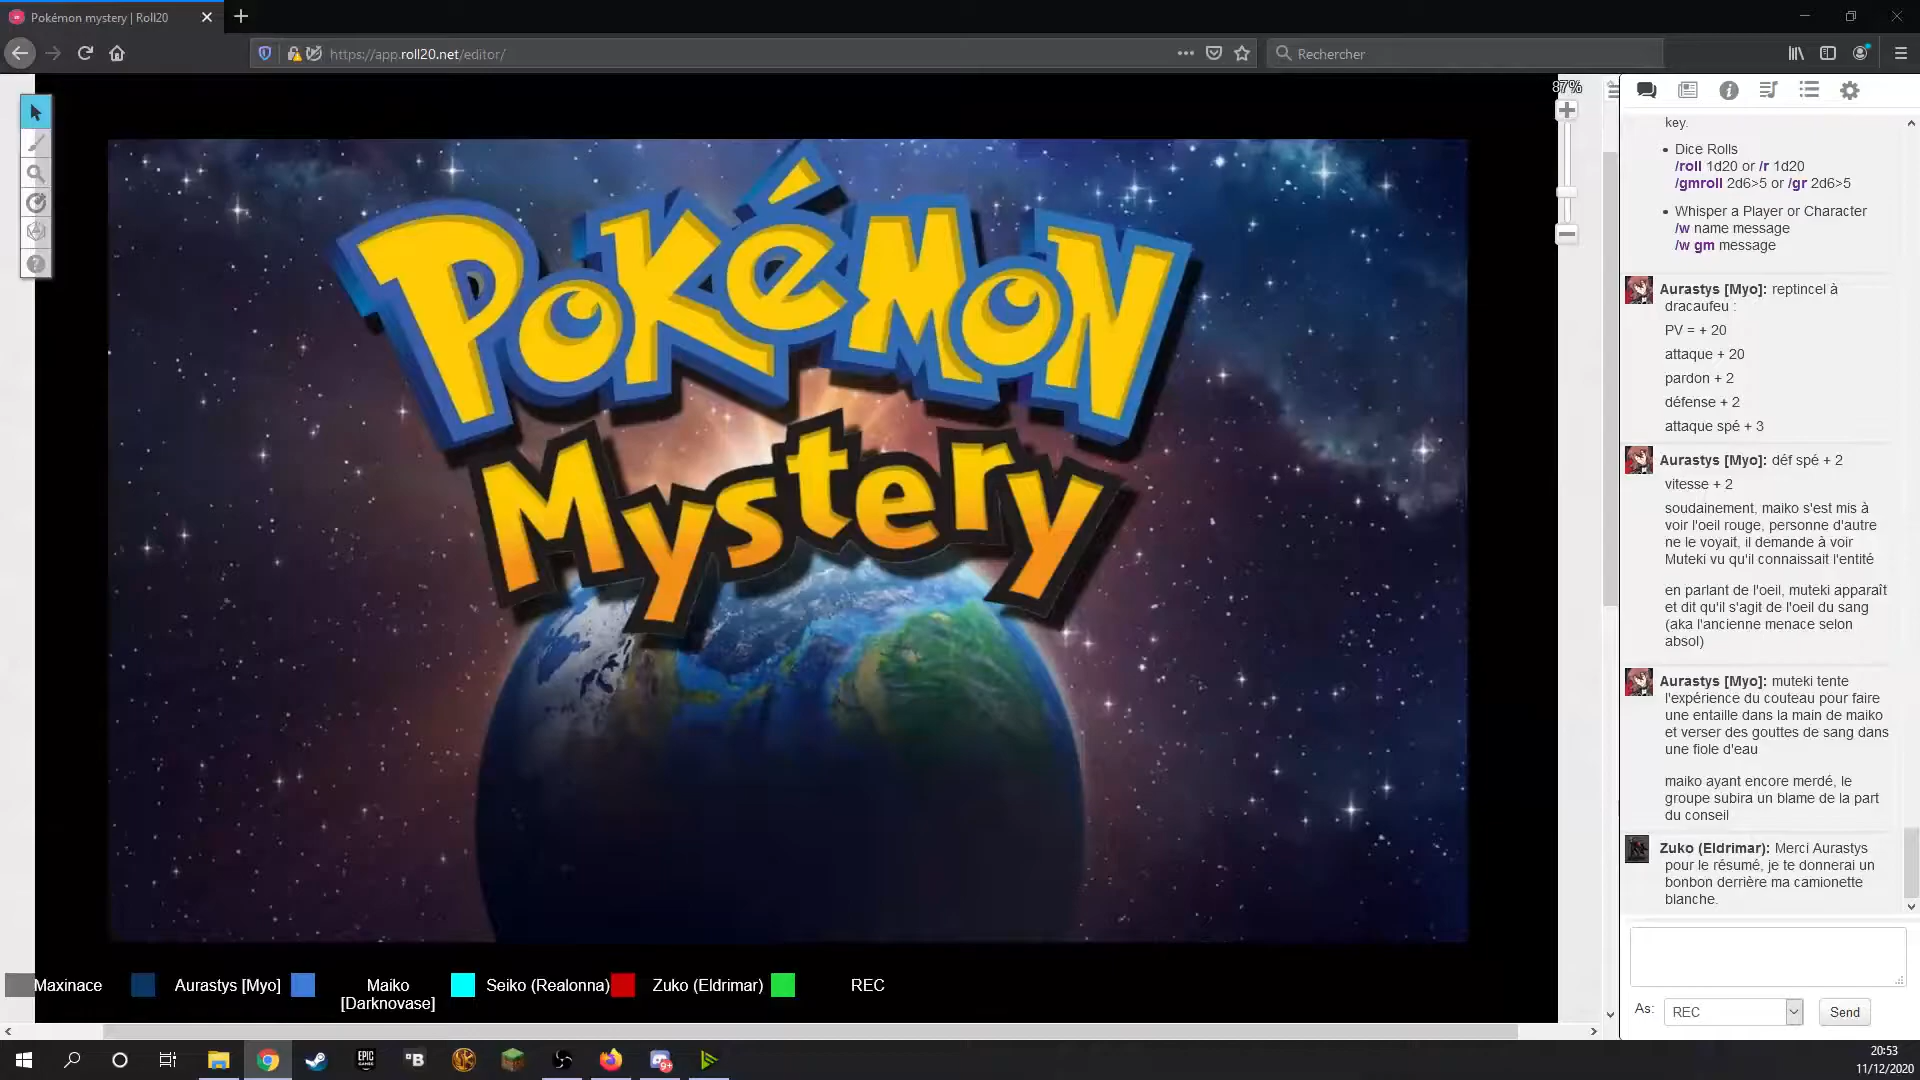 Pokémon mystery | Roll20
https://app.roll20.net/editor/
Rechercher
87%
POKéMON
Mystery
key.
Dice Rolls
/roll 1d20 or /r 1d20
/gmroll 2d6>5 or /gr 2d6>5
Whisper a Player or Character
/w name message
/w gm message
Aurastys [Myo]: reptincel à
dracaufeu :
PV = + 20
attaque + 20
pardon + 2
défense + 2
attaque spé + 3
Aurastys [Myo]: déf spé + 2
vitesse + 2
soudainement, maiko s'est mis à
voir l'oeil rouge, personne d'autre
ne le voyait, il demande à voir
Muteki vu qu'il connaissait l'entité
en parlant de l'oeil, muteki apparaît
et dit qu'il s'agit de l'oeil du sang
(aka l'ancienne menace selon
absol)
Aurastys [Myo]: muteki tente
l'expérience du couteau pour faire
une entaille dans la main de maiko
et verser des gouttes de sang dans
une fiole d'eau
maiko ayant encore merdé, le
groupe subira un blame de la part
du conseil
Zuko (Eldrimar): Merci Aurastys
pour le résumé, je te donnerai un
bonbon derrière ma camionette
blanche.
Maxinace
Aurastys [Myo]
Maiko
[Darknovase]
Seiko (Realonna)
Zuko (Eldrimar)
REC
As:
REC
Send
EPIC
GAMES
B
9+
20:53
11/12/2020